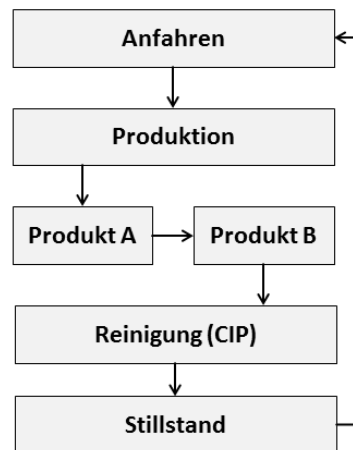 Anfahren
Produktion
Produkt A
Produkt B
Reinigung (CIP)
Stillstand